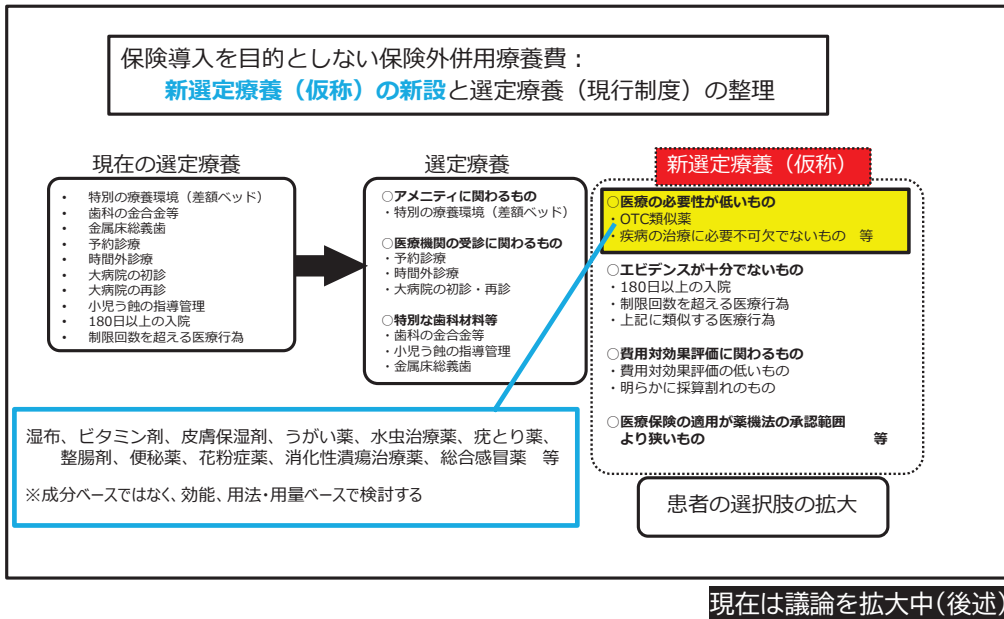 保険導入を目的としない保険外併用療養費：
新選定療養（仮称）の新設と選定療養（現行制度）の整理
現在の選定療養
・ 特別の療養環境（差額ベッド）
・ 歯科の金合金等
・ 金属床総義歯
・ 予約診療
・ 時間外診療
・ 大病院の初診
・ 大病院の再診
・ 小児う蝕の指導管理
・ 180日以上の入院
・ 制限回数を超える医療行為
選定療養
○アメニティに関わるもの
・特別の療養環境（差額ベッド）
○医療機関の受診に関わるもの
・予約診療
・時間外診療
・大病院の初診・再診
○特別な歯科材料等
・歯科の金合金等
・小児う蝕の指導管理
・金属床総義歯
新選定療養（仮称）
○医療の必要性が低いもの
・OTC類似薬
・疾病の治療に必要不可欠でないもの　等
○エビデンスが十分でないもの
・180日以上の入院
・制限回数を超える医療行為
・上記に類似する医療行為
○費用対効果評価に関わるもの
・費用対効果評価の低いもの
・明らかに採算割れのもの
○医療保険の適用が薬機法の承認範囲
より狭いもの　等
湿布、ビタミン剤、皮膚保湿剤、うがい薬、水虫治療薬、疣とり薬、
整腸剤、便秘薬、花粉症薬、消化性潰瘍治療薬、総合感冒薬　等
※成分ベースではなく、効能、用法・用量ベースで検討する
患者の選択肢の拡大
現在は議論を拡大中（後述）